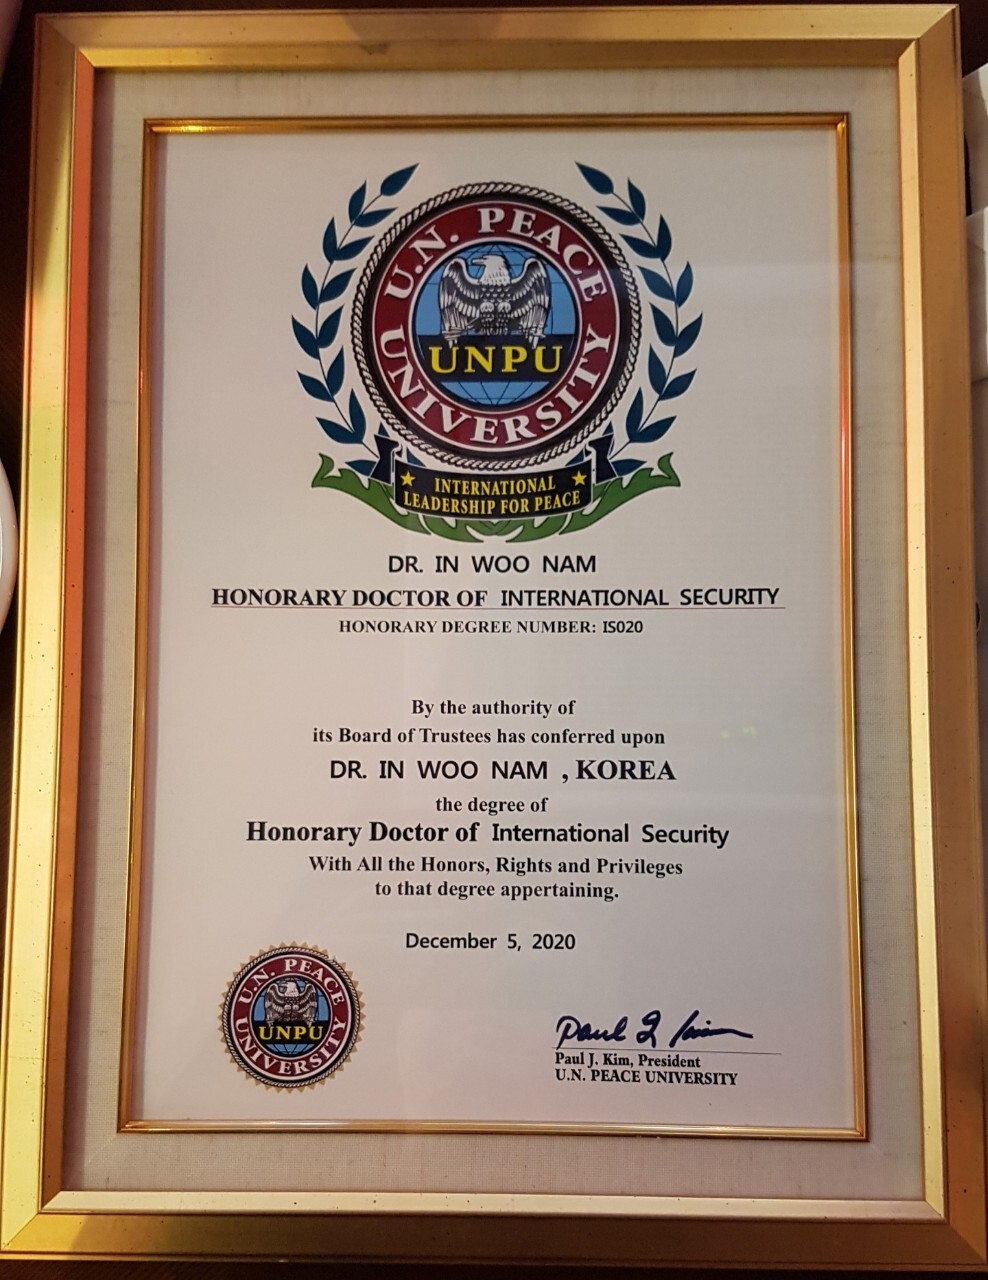 U.N. PEACE UNIVERSITY
UNPU
INTERNATIONAL
LEADERSHIP FOR PEACE
DR. IN WOO NAM
HONORARY DOCTOR OF INTERNATIONAL SECURITY
HONORARY DEGREE NUMBER: IS020
By the authority of
its Board of Trustees has conferred upon
DR. IN WOO NAM , KOREA
the degree of
Honorary Doctor of International Security
With All the Honors, Rights and Privileges
to that degree appertaining.
December 5, 2020
U.N. PEACE UNIVERSITY
UNPU
Paul J. Kim
Paul J. Kim, President
U.N. PEACE UNIVERSITY